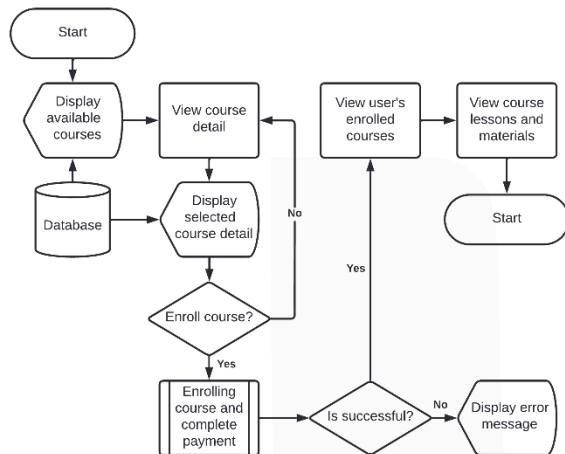 Start
Display
available
courses
View course
detail
View user's
enrolled
courses
View course
lessons and
materials
Database
Display
selected
course detail
No
Start
Enroll course?
Yes
Yes
Enrolling
course and
complete
payment
Is successful?
No
Display error
message